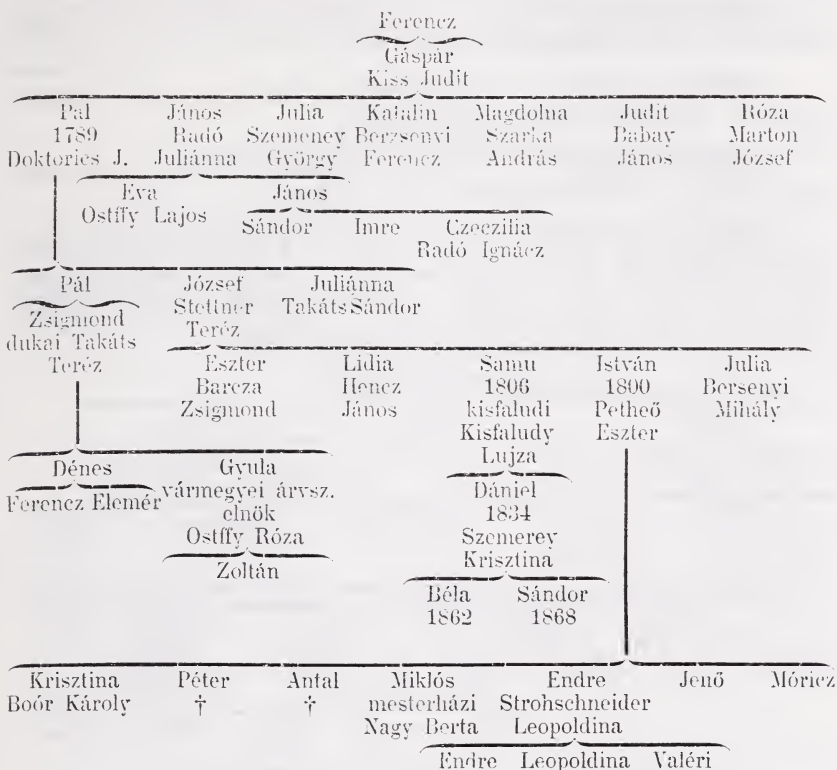 Ferencz
Gáspár
Kiss Judit
Pál János Julia Katalin Magdolna Judit Róza
1789 Radó Szemeney Berzsenyi Szarka Babay Marton
Doktorics J. Juliánna György Ferencz András János József
Éva János
Ostffy Lajos
Sándor Imre Czeczilia
Radó Ignácz
Pál József Juliánna
Stettner Takáts Sándor
Zsigmond Teréz
dukai Takáts
Teréz Eszter Lidia Samu István Julia
Barcza Hencz 1806 1800 Bersenyi
Zsigmond János kisfaludi Petheő Mihály
Kisfaludy Eszter
Lujza
Dénes Gyula
Ferencz Elemér vármegyei árvsz. Dániel
elnök 1834
Ostffy Róza Szemerey
Krisztina
Zoltán
Béla Sándor
1862 1868
Krisztina Péter Antal Miklós Endre Jenő Móricz
Boór Károly † † mesterházi Strohschneider
Nagy Berta Leopoldina
Endre Leopoldina Valéri